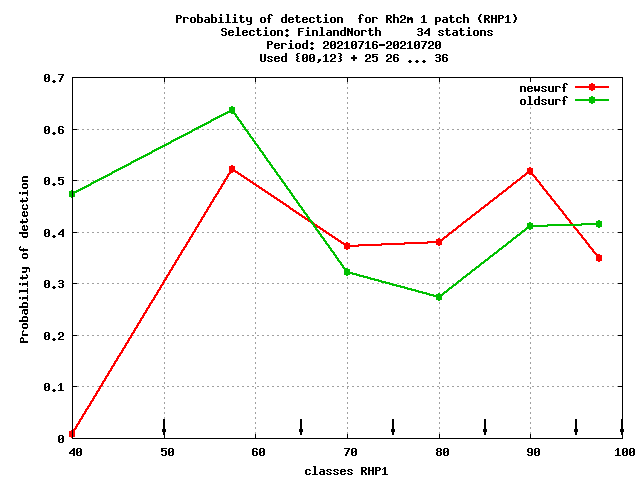 Probability of detection  for Rh2m 1 patch (RHP1)
Selection: FinlandNorth     34 stations
Period: 20210716-20210720
Used {00,12} + 25 26 ... 36
newsurf
oldsurf
0.7
0.6
0.5
0.4
0.3
0.2
0.1
0
Probability of detection
40 50 60 70 80 90 100
classes RHP1